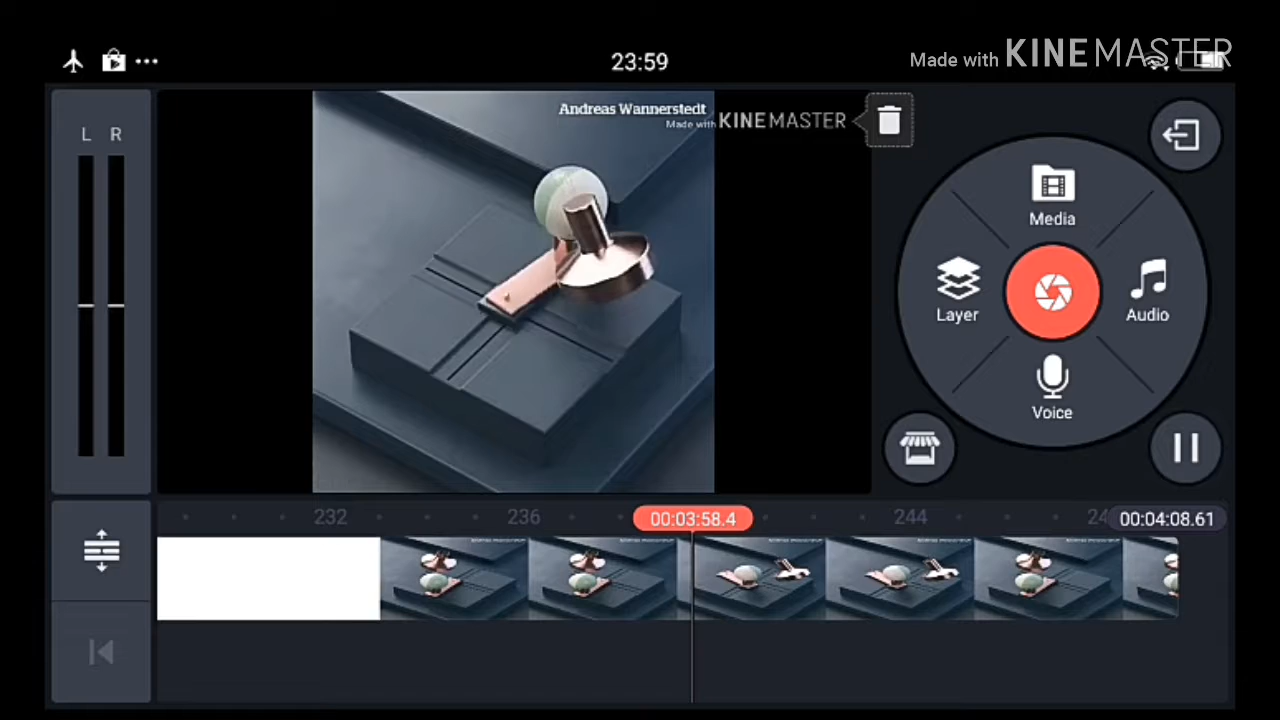 23:59
Made with KINEMASTER
L R
Andreas Wannerstedt
Made with KINEMASTER
Media
Layer
Audio
Voice
232
236
00:03:58.4
244
24
00:04:08.61